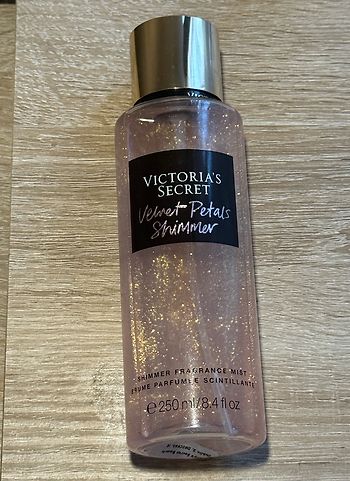 VICTORIA'S
SECRET
Velvet Petals
Shimmer
SHIMMER FRAGRANCE MIST
BRUME PARFUMÉE SCINTILLANTE
℮ 250 ml/8.4 fl oz